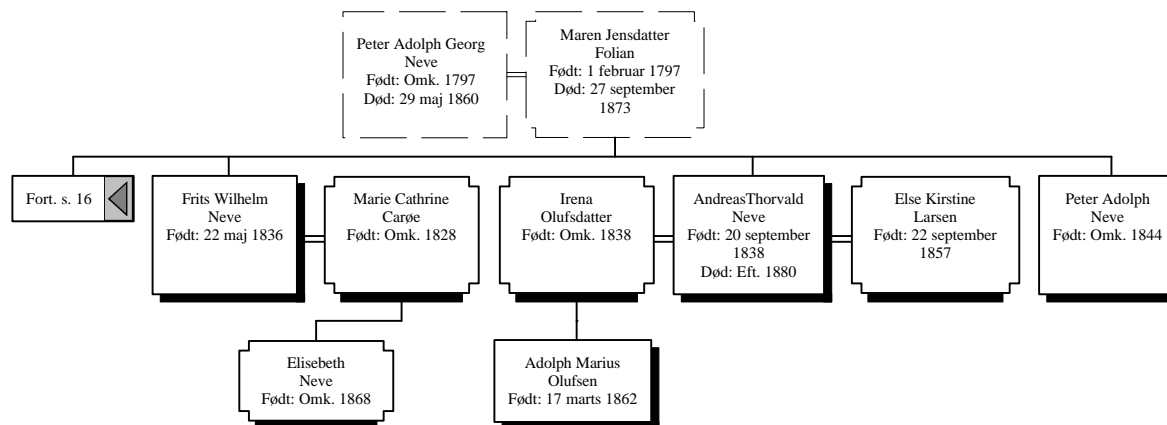 Peter Adolph Georg
Neve
Født: Omk. 1797
Død: 29 maj 1860
Maren Jensdatter
Folian
Født: 1 februar 1797
Død: 27 september
1873
Fort. s. 16
Frits Wilhelm
Neve
Født: 22 maj 1836
Marie Cathrine
Carøe
Født: Omk. 1828
Irena
Olufsdatter
Født: Omk. 1838
AndreasThorvald
Neve
Født: 20 september
1838
Død: Eft. 1880
Else Kirstine
Larsen
Født: 22 september
1857
Peter Adolph
Neve
Født: Omk. 1844
Elisebeth
Neve
Født: Omk. 1868
Adolph Marius
Olufsen
Født: 17 marts 1862